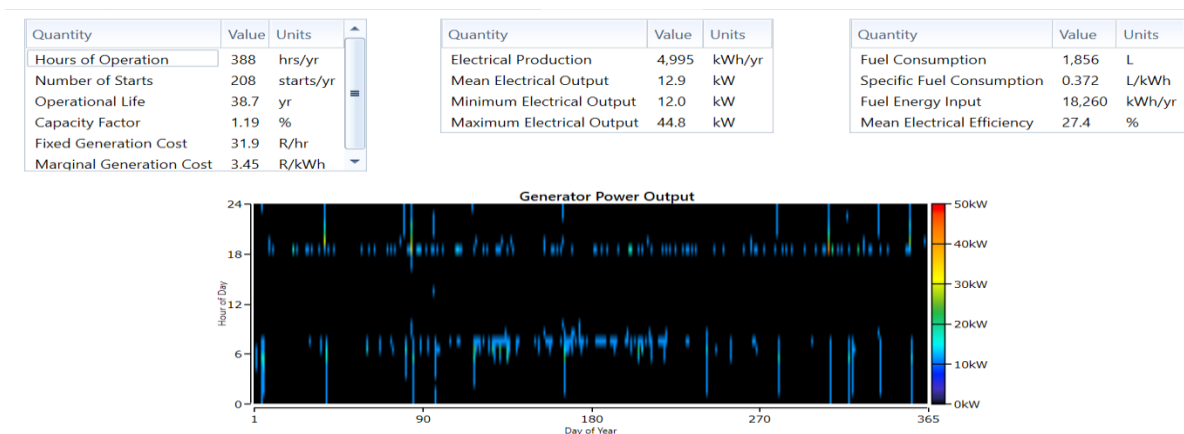 Quantity Value Units
Hours of Operation 388 hrs/yr
Number of Starts 208 starts/yr
Operational Life 38.7 yr
Capacity Factor 1.19 %
Fixed Generation Cost 31.9 R/hr
Marginal Generation Cost 3.45 R/kWh
Quantity Value Units
Electrical Production 4,995 kWh/yr
Mean Electrical Output 12.9 kW
Minimum Electrical Output 12.0 kW
Maximum Electrical Output 44.8 kW
Quantity Value Units
Fuel Consumption 1,856 L
Specific Fuel Consumption 0.372 L/kWh
Fuel Energy Input 18,260 kWh/yr
Mean Electrical Efficiency 27.4 %
Generator Power Output
24
18
12
6
0
Hour of Day
1 90 180 270 365
Day of Year
50kW
40kW
30kW
20kW
10kW
0kW